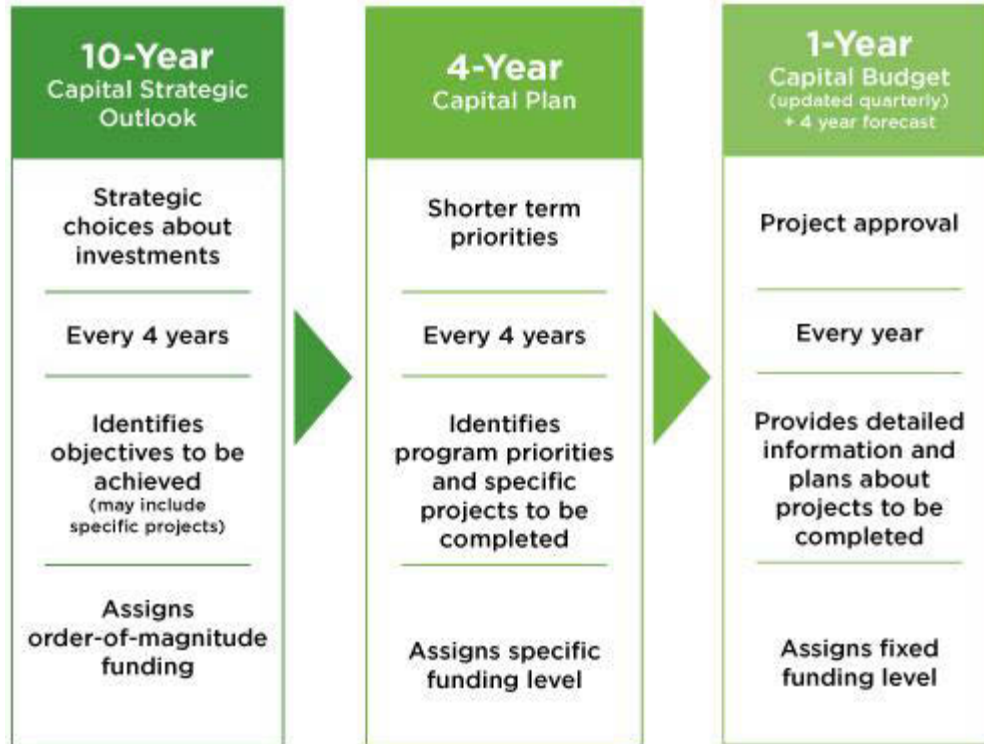 10-Year
Capital Strategic
Outlook
Strategic
choices about
investments
Every 4 years
Identifies
objectives to be
achieved
(may include
specific projects)
Assigns
order-of-magnitude
funding
4-Year
Capital Plan
Shorter term
priorities
Every 4 years
Identifies
program priorities
and specific
projects to be
completed
Assigns specific
funding level
1-Year
Capital Budget
(updated quarterly)
+ 4 year forecast
Project approval
Every year
Provides detailed
information and
plans about
projects to be
completed
Assigns fixed
funding level